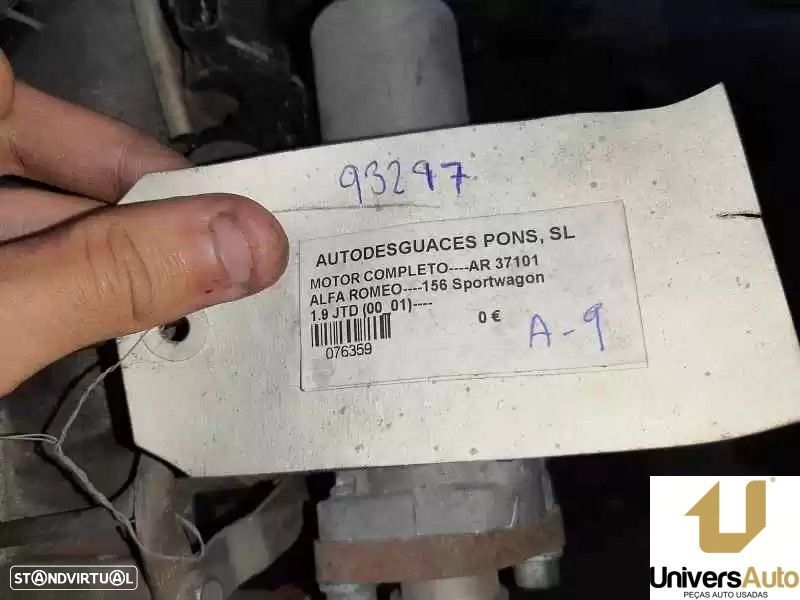 93297
AUTODESGUACES PONS, SL
MOTOR COMPLETO----AR 37101
ALFA ROMEO----156 Sportwagon
1.9 JTD (00_01)----
0 €
076359
A-9
UniversAuto
PEÇAS AUTO USADAS
STANDVIRTUAL